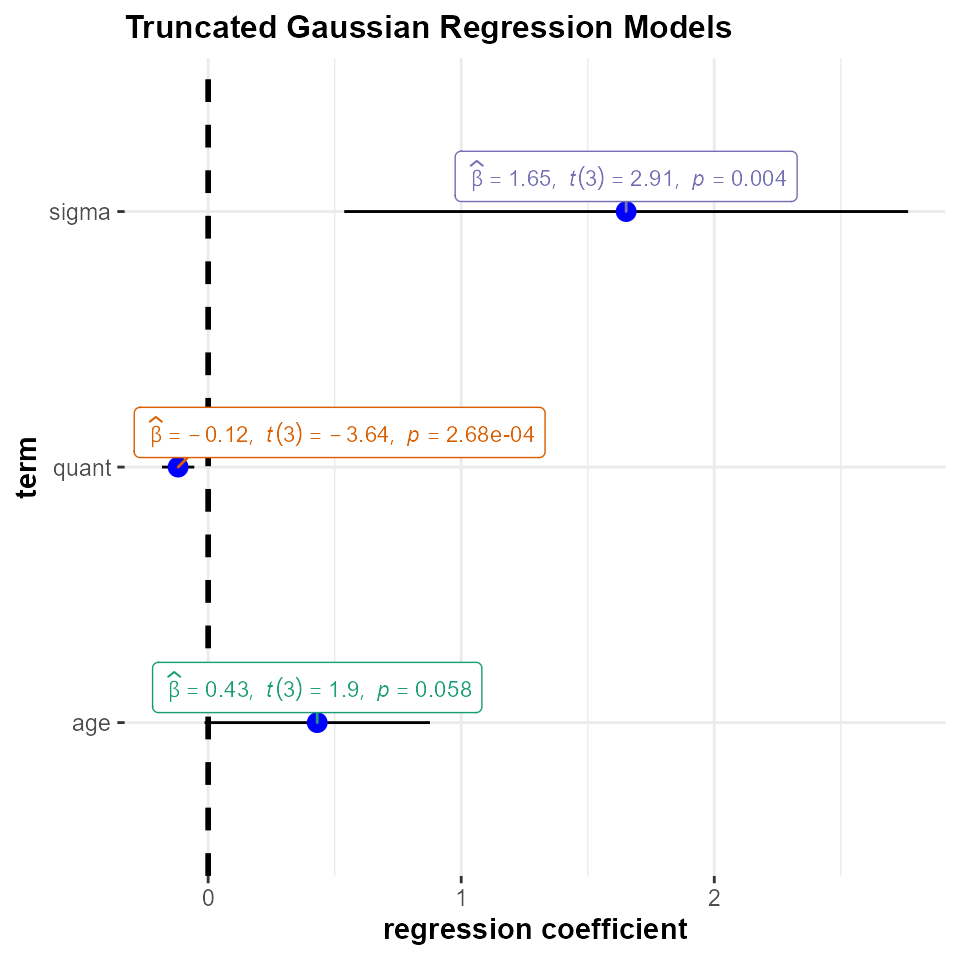 Truncated Gaussian Regression Models
sigma
β̂ = 1.65, t(3) = 2.91, p = 0.004
quant
β̂ = −0.12, t(3) = −3.64, p = 2.68e-04
age
β̂ = 0.43, t(3) = 1.9, p = 0.058
term
0 1 2
regression coefficient